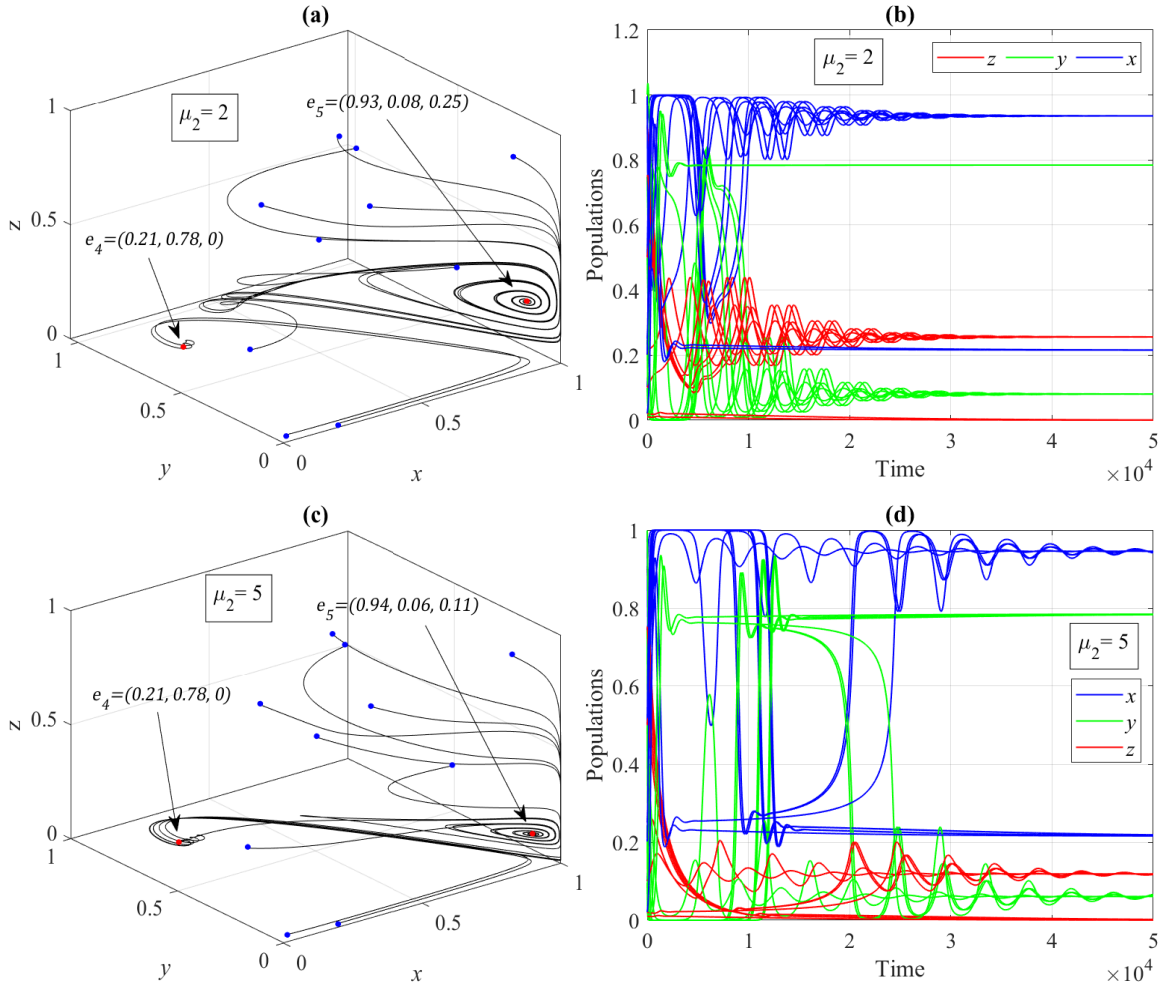 (a)
μ2= 2
e5=(0.93, 0.08, 0.25)
e4=(0.21, 0.78, 0)
z
1
0.5
0
1
0.5
0
y
0
0.5
1
x
(b)
μ2= 2
z y x
Populations
1.2
1
0.8
0.6
0.4
0.2
0
0 1 2 3 4 5
Time
×10^4
(c)
μ2= 5
e5=(0.94, 0.06, 0.11)
e4=(0.21, 0.78, 0)
z
1
0.5
0
1
0.5
0
y
0
0.5
1
x
(d)
μ2= 5
x
y
z
Populations
1
0.8
0.6
0.4
0.2
0
0 1 2 3 4 5
Time
×10^4